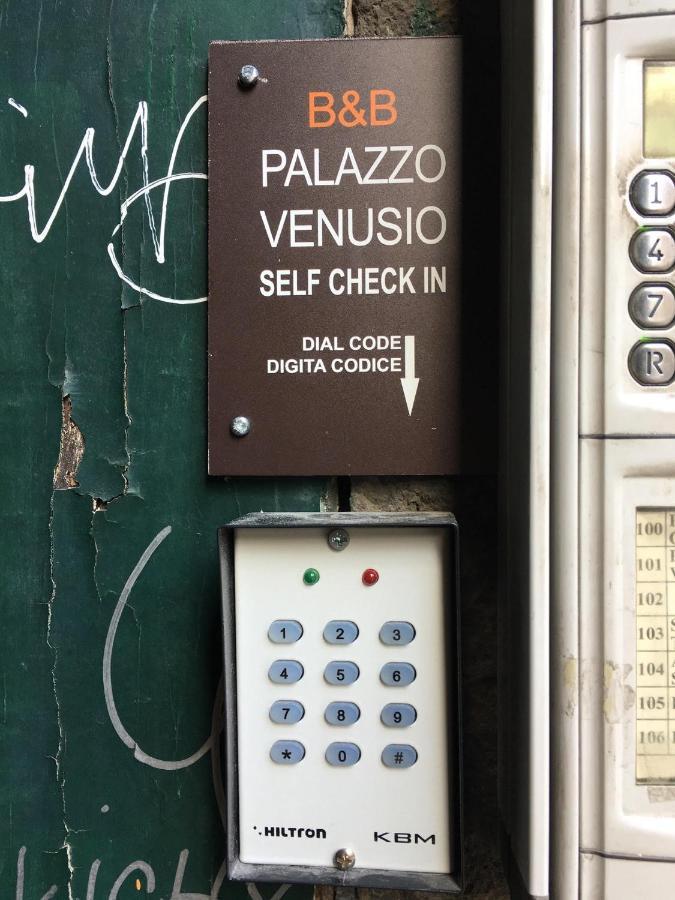 B&B
PALAZZO
VENUSIO
SELF CHECK IN
DIAL CODE
DIGITA CODICE
1 2 3
4 5 6
7 8 9
* 0 #
HILTRON KBM
1
4
7
R
100
101
102
103
104
105
106